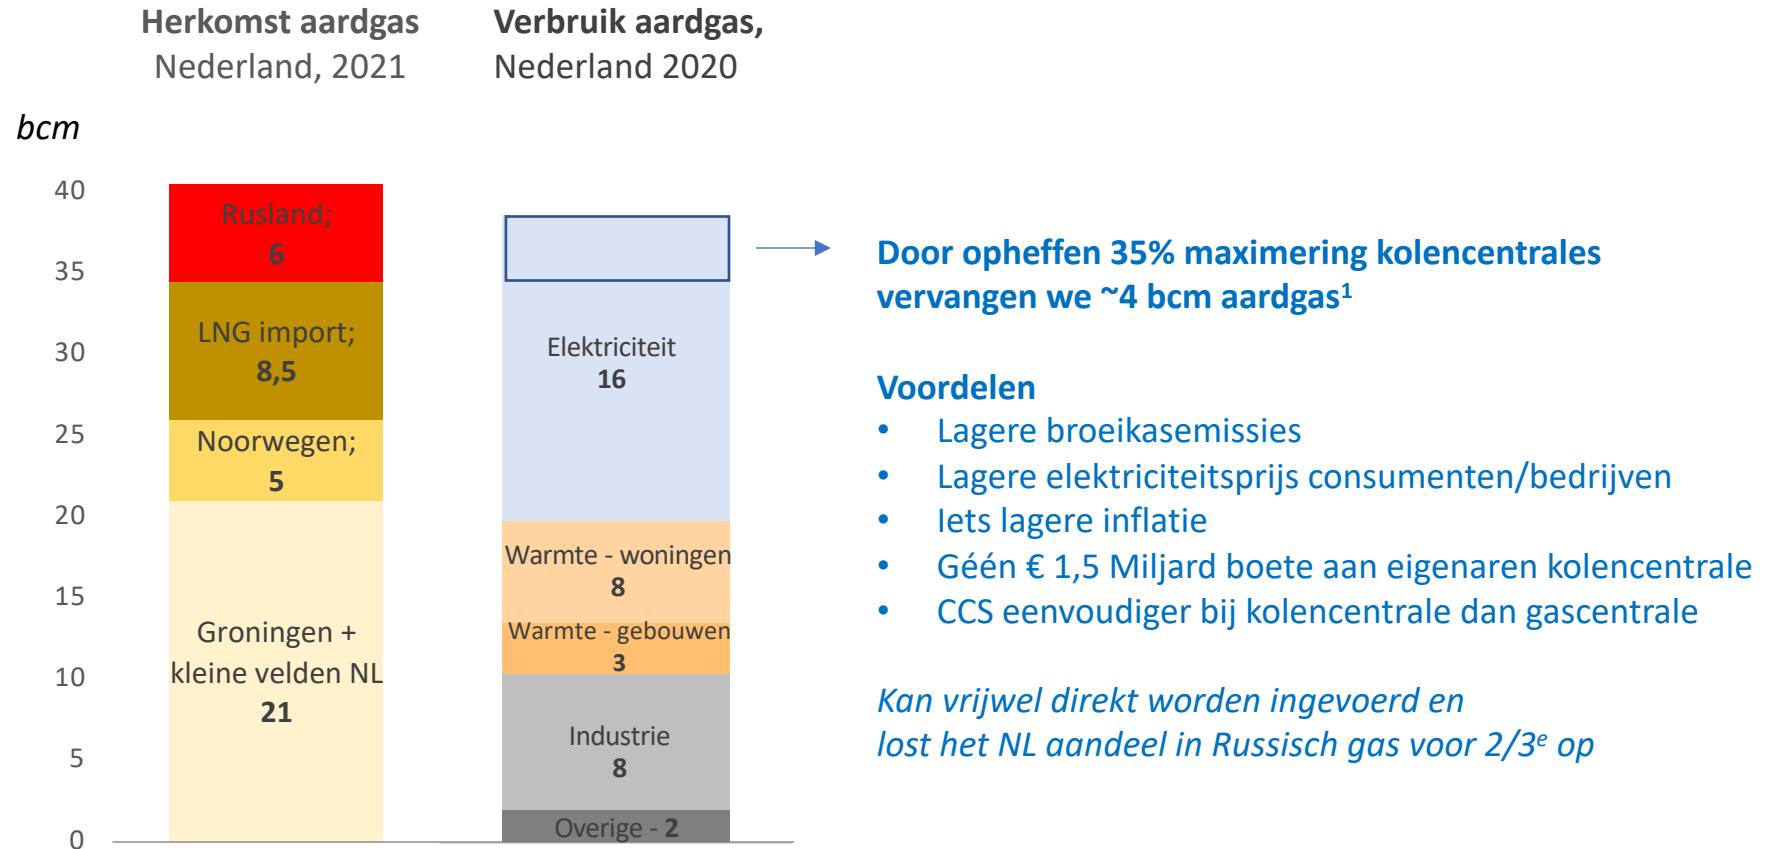 Herkomst aardgas
Nederland, 2021
Verbruik aardgas,
Nederland 2020
bcm
40
35
30
25
20
15
10
5
0
Rusland;
6
LNG import;
8,5
Noorwegen;
5
Groningen +
kleine velden NL
21
Elektriciteit
16
Warmte - woningen
8
Warmte - gebouwen
3
Industrie
8
Overige - 2
Door opheffen 35% maximering kolencentrales
vervangen we ~4 bcm aardgas¹
Voordelen
• Lagere broeikasemissies
• Lagere elektriciteitsprijs consumenten/bedrijven
• Iets lagere inflatie
• Géén € 1,5 Miljard boete aan eigenaren kolencentrale
• CCS eenvoudiger bij kolencentrale dan gascentrale
Kan vrijwel direkt worden ingevoerd en
lost het NL aandeel in Russisch gas voor 2/3ᵉ op